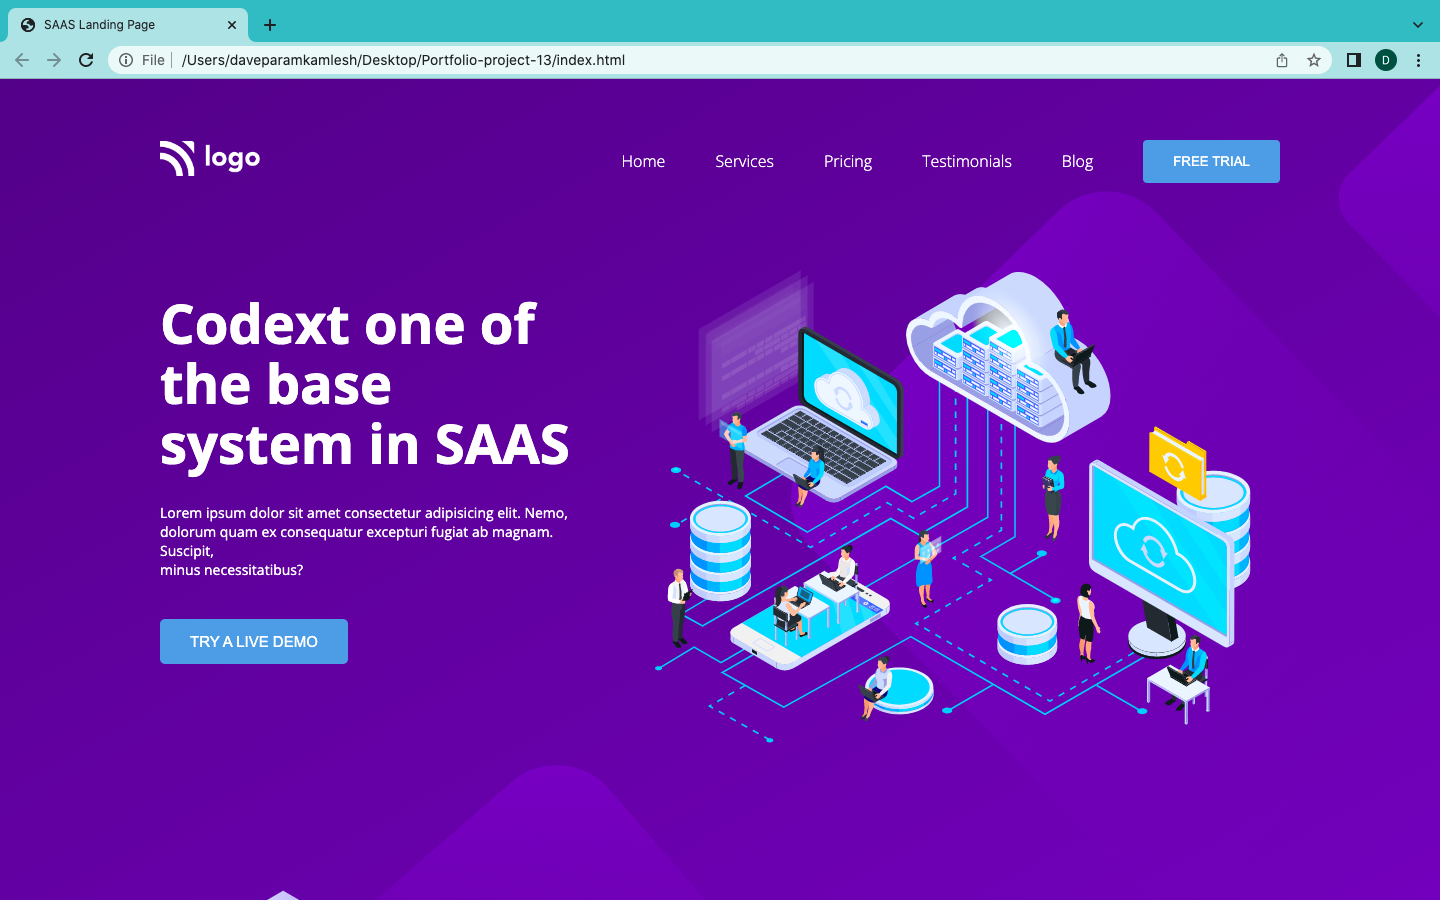 SAAS Landing Page
File
/Users/daveparamkamlesh/Desktop/Portfolio-project-13/index.html
D
logo
Home
Services
Pricing
Testimonials
Blog
FREE TRIAL
Codext one of
the base
system in SAAS
Lorem ipsum dolor sit amet consectetur adipisicing elit. Nemo,
dolorum quam ex consequatur excepturi fugiat ab magnam.
Suscipit,
minus necessitatibus?
TRY A LIVE DEMO